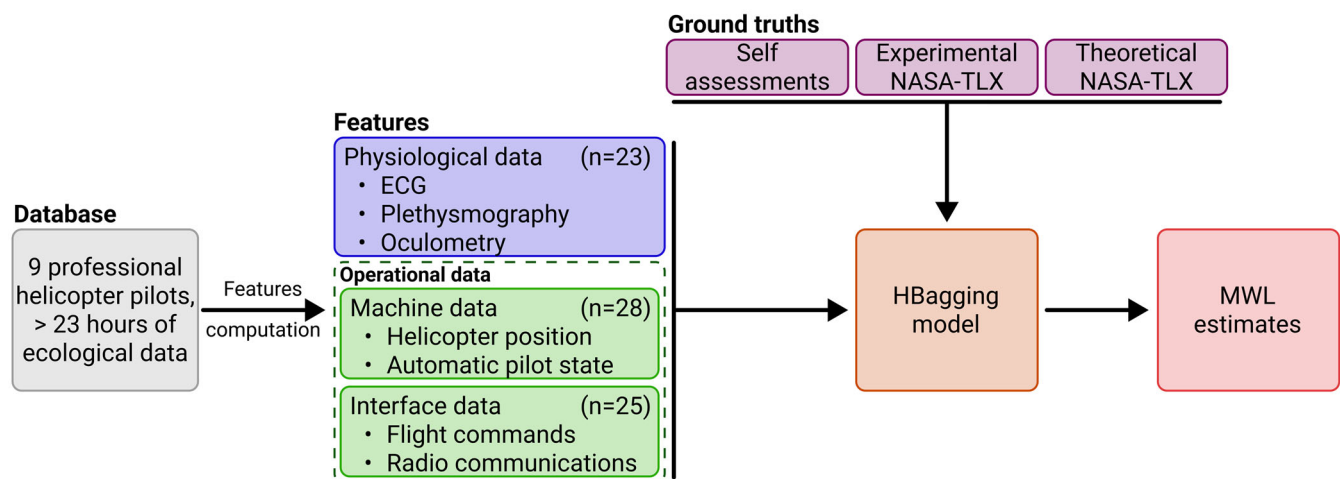 Ground truths
Self
assessments
Experimental
NASA-TLX
Theoretical
NASA-TLX
Database
9 professional
helicopter pilots,
> 23 hours of
ecological data
Features
computation
Features
Physiological data (n=23)
• ECG
• Plethysmography
• Oculometry
Operational data
Machine data (n=28)
• Helicopter position
• Automatic pilot state
Interface data (n=25)
• Flight commands
• Radio communications
HBagging
model
MWL
estimates